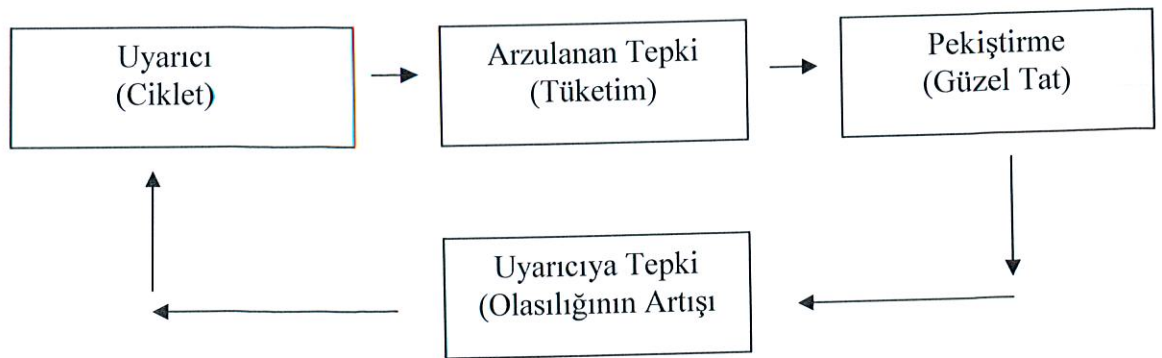 Uyarıcı
(Ciklet)
Arzulanan Tepki
(Tüketim)
Pekiştirme
(Güzel Tat)
Uyarıcıya Tepki
(Olasılığının Artışı